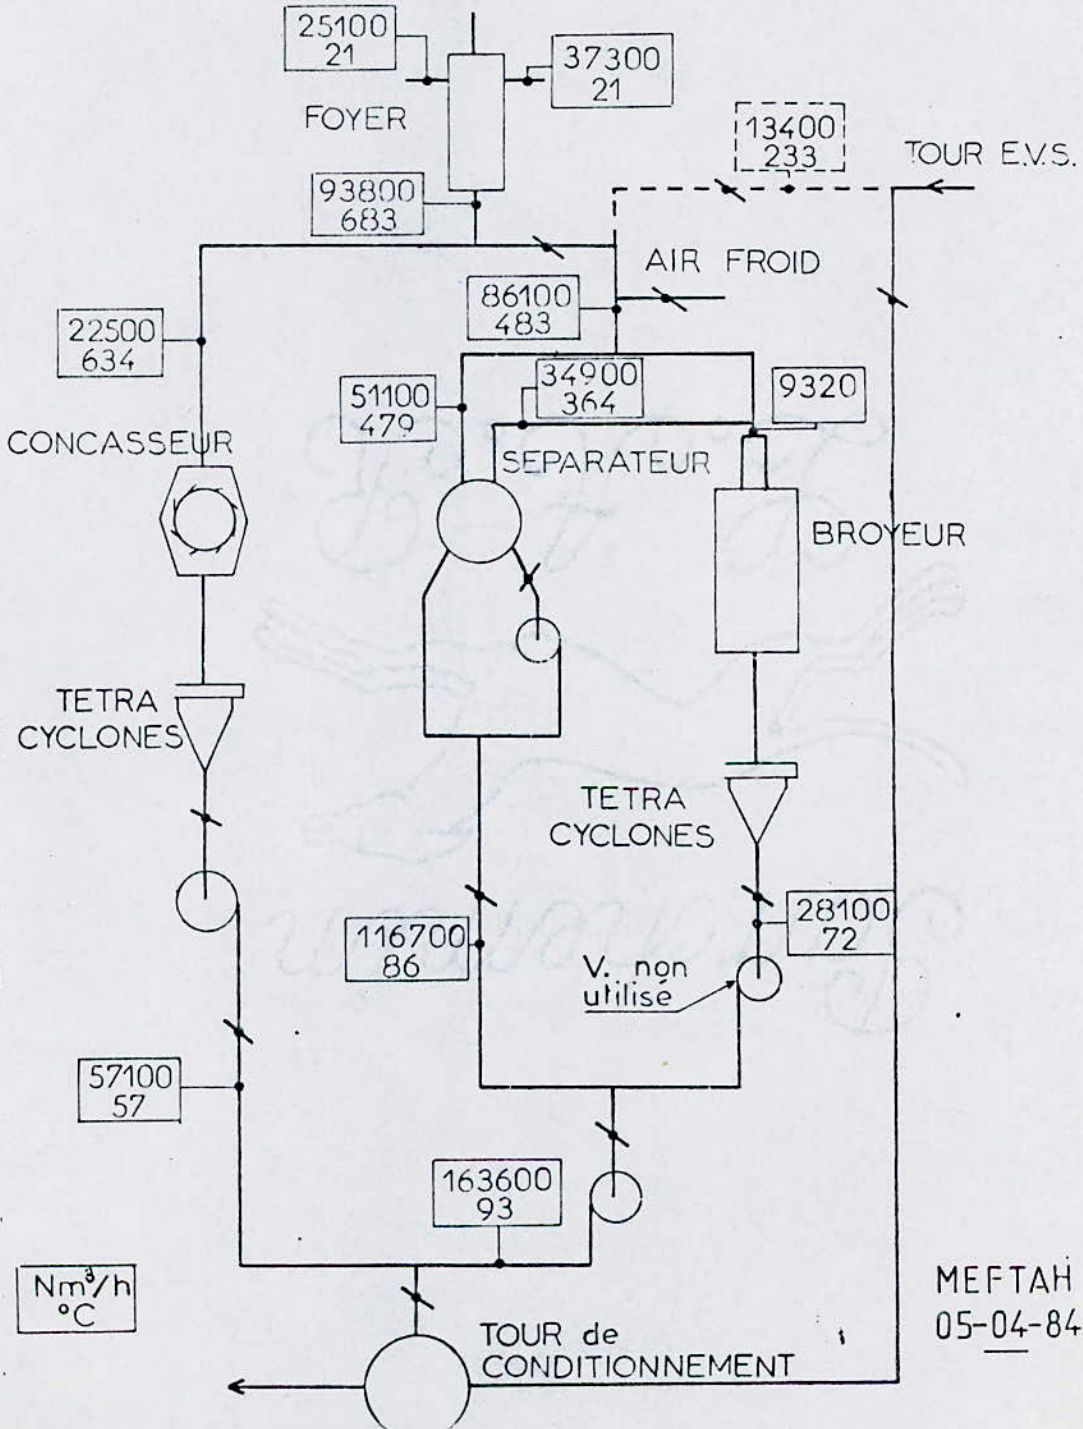 25100
21
37300
21
FOYER
13400
233
TOUR E.V.S.
93800
683
AIR FROID
86100
483
22500
634
34900
364
51100
479
9320
CONCASSEUR
SEPARATEUR
BROYEUR
TETRA
CYCLONES
TETRA
CYCLONES
28100
72
116700
86
V. non
utilisé
57100
57
163600
93
Nm³/h
°C
MEFTAH
05-04-84
TOUR de
CONDITIONNEMENT